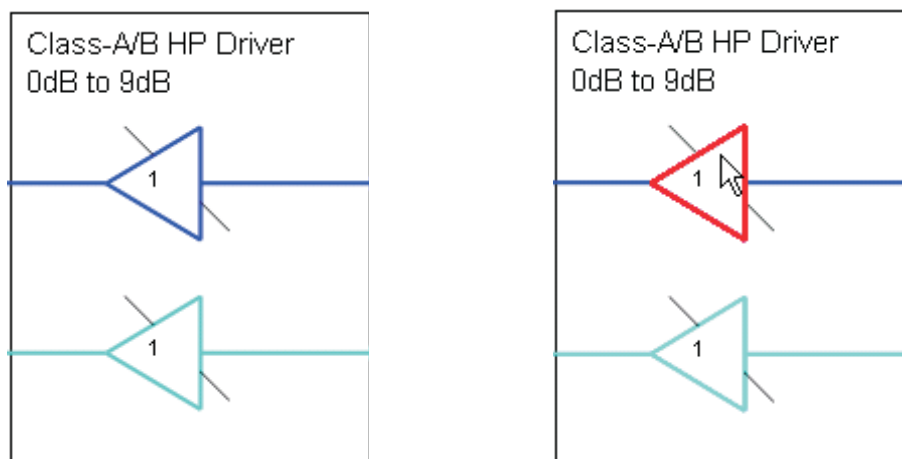 Class-A/B HP Driver
0dB to 9dB
1
1
Class-A/B HP Driver
0dB to 9dB
1
1